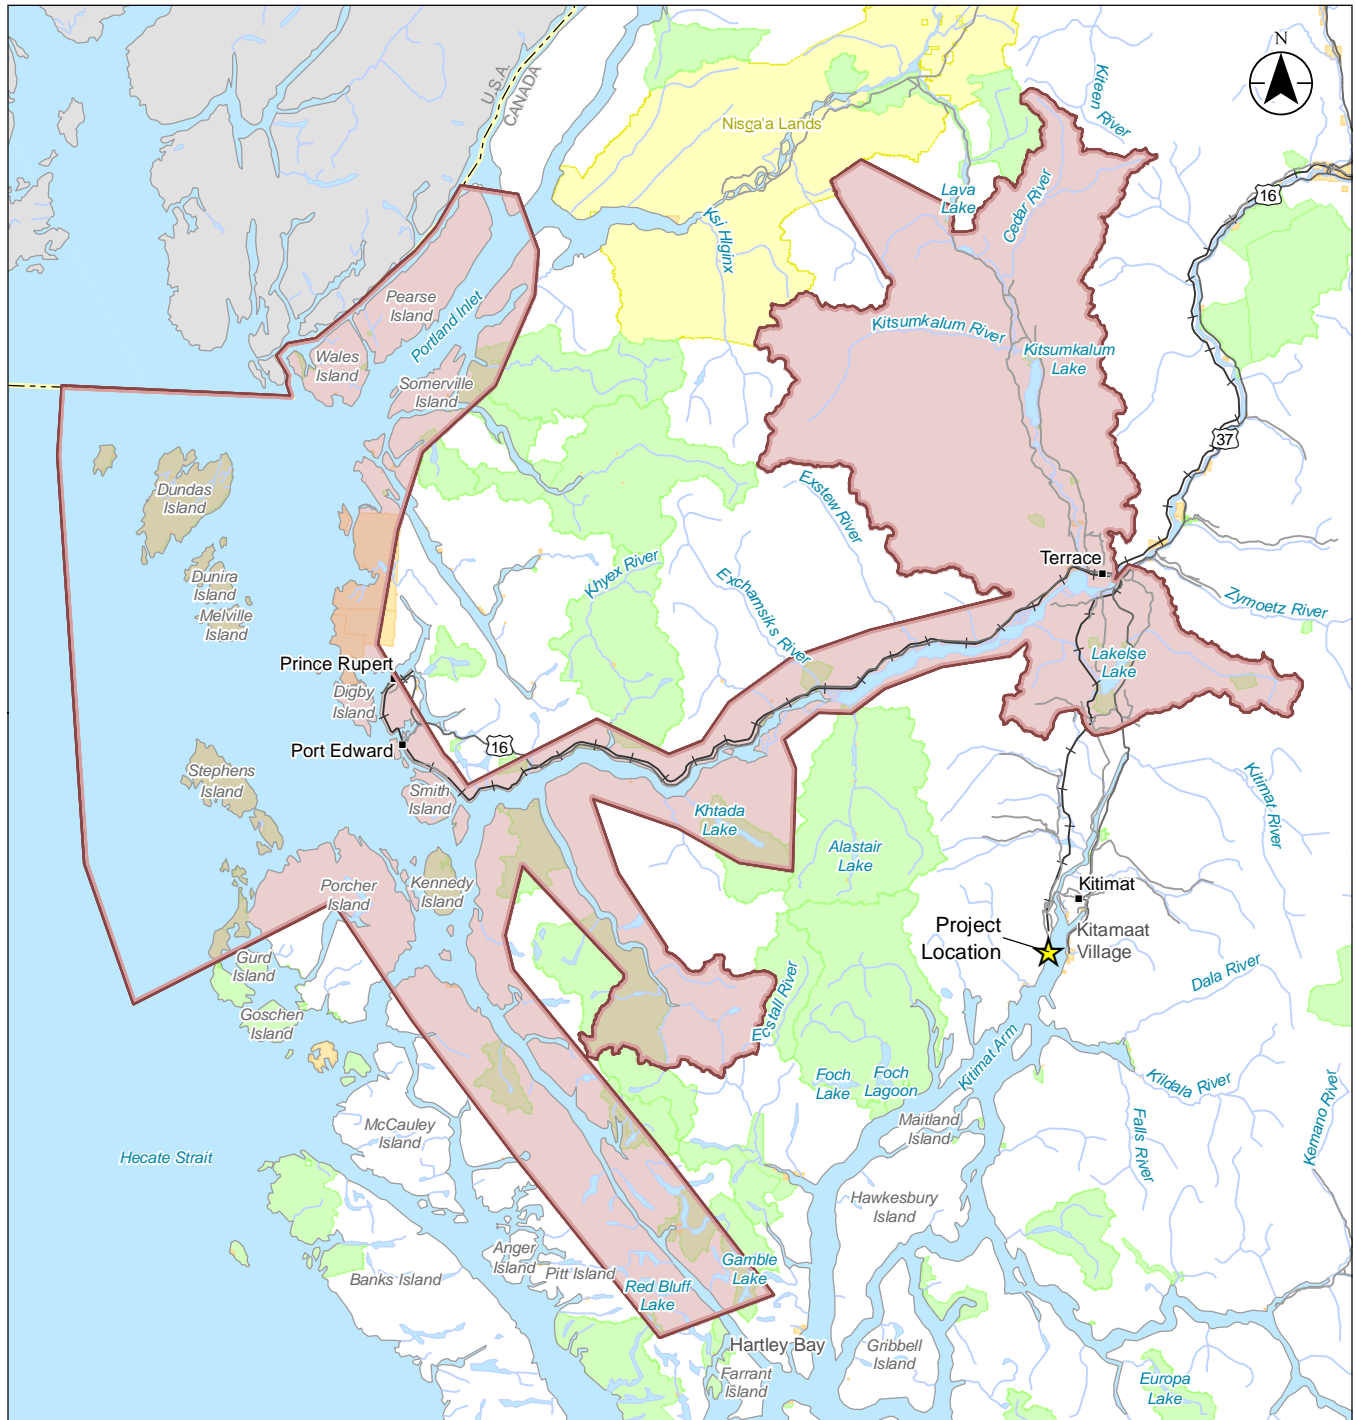 N
U.S.A.
CANADA
Kiteen River
Nisga'a Lands
16
Lava
Lake
Cedar River
Ksi Hlginx
Pearse
Island
Portland Inlet
Kitsumkalum River
Kitsumkalum
Lake
Wales
Island
Somerville
Island
37
Dundas
Island
Exstew River
Terrace
Khyex River
Exchamsiks River
Dunira
Island
Melville
Island
Zymoetz River
Prince Rupert
Lakelse
Lake
Digby
Island
Port Edward
16
Stephens
Island
Smith
Island
Kitimat River
Khtada
Lake
Alastair
Lake
Porcher
Island
Kennedy
Island
Kitimat
Project
Location
Kitamaat
Village
Gurd
Island
Dala River
Ecstall River
Goschen
Island
Kitimat Arm
Foch
Lake
Foch
Lagoon
Kildala River
Kemano River
McCauley
Island
Maitland
Island
Falls River
Hecate Strait
Hawkesbury
Island
Anger
Island
Pitt Island
Gamble
Lake
Banks Island
Red Bluff
Lake
Hartley Bay
Gribbell
Island
Farrant
Island
Europa
Lake